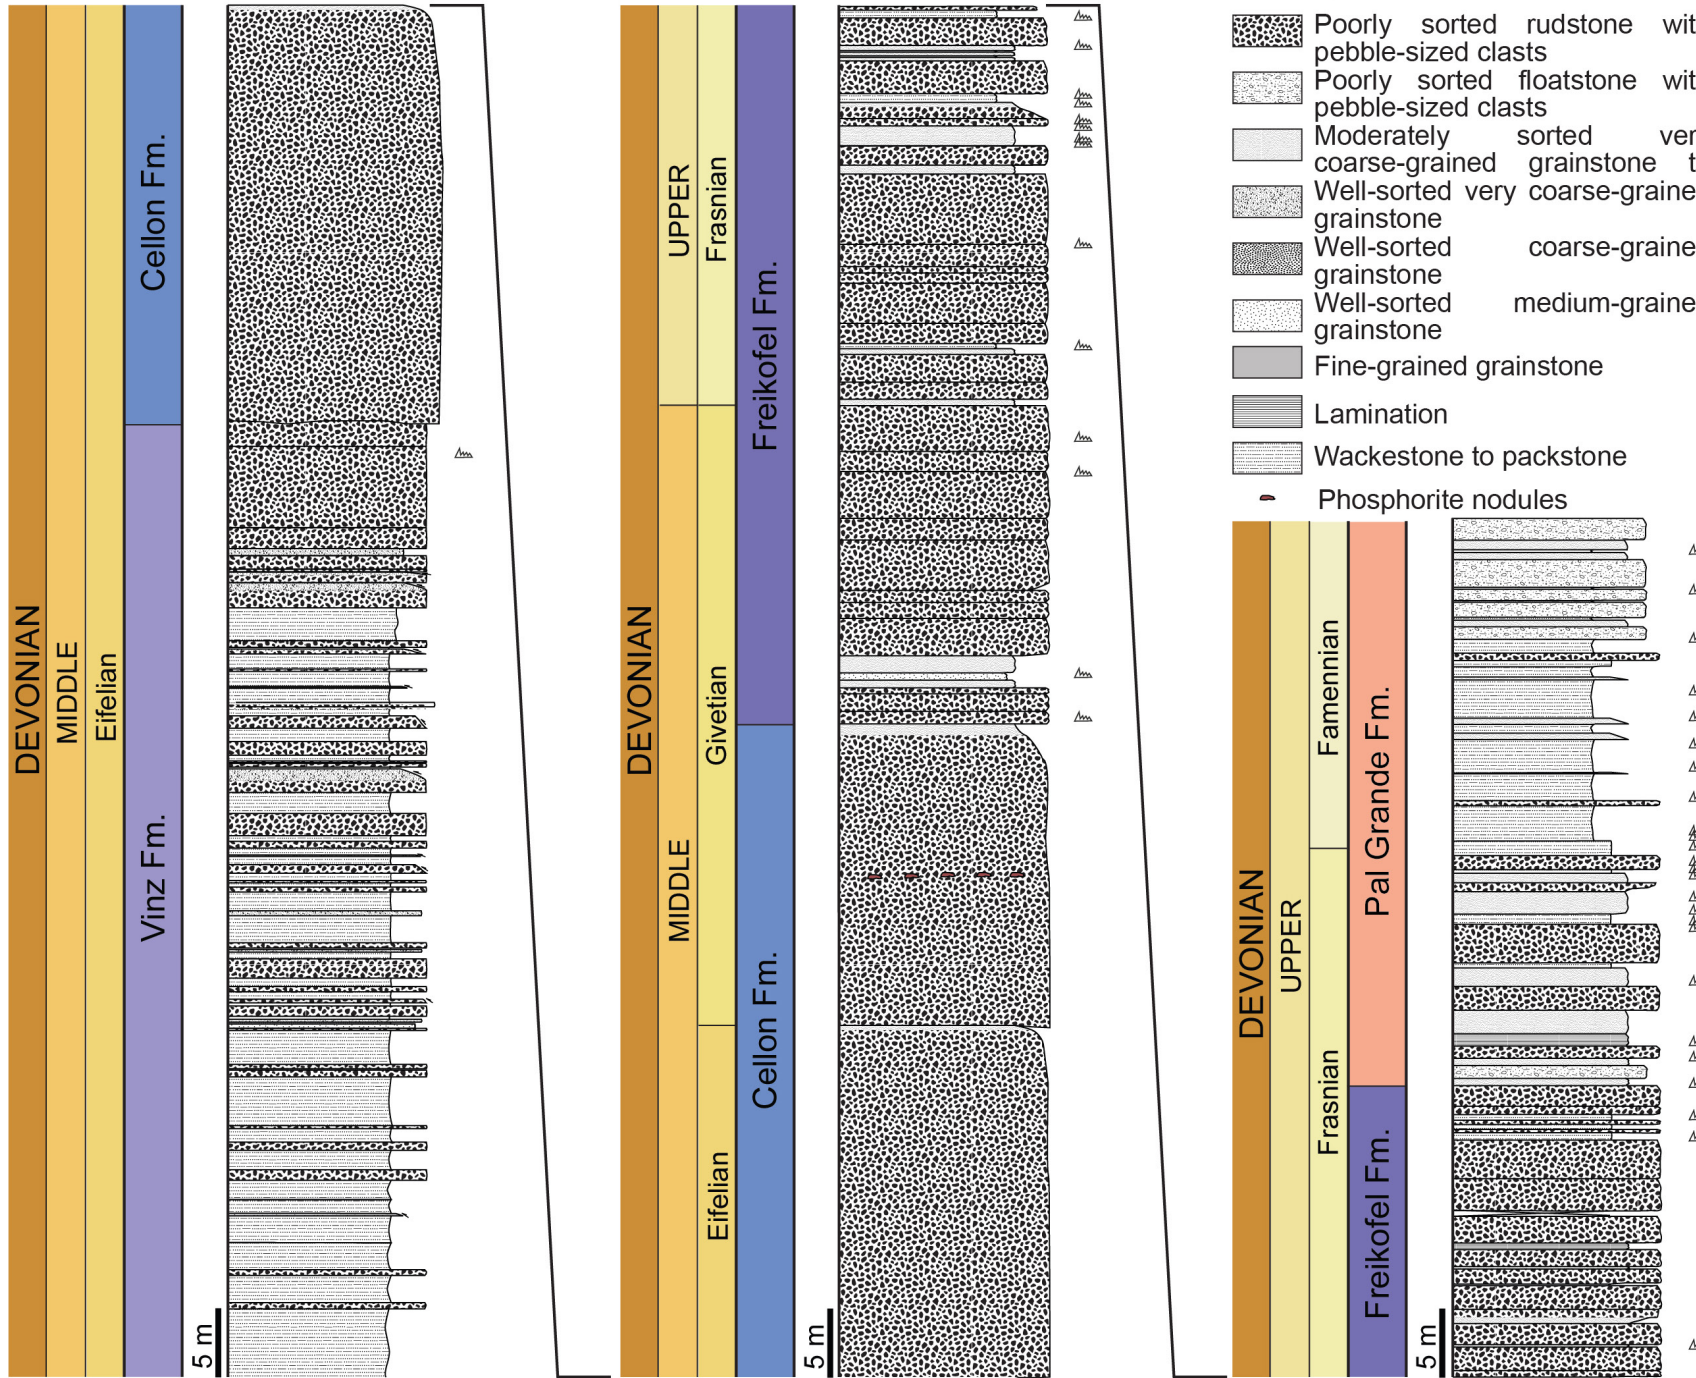 DEVONIAN
MIDDLE
Eifelian
Cellon Fm.
Vinz Fm.
5 m
DEVONIAN
UPPER
MIDDLE
Frasnian
Givetian
Eifelian
Freikofel Fm.
Cellon Fm.
5 m
Poorly sorted rudstone wit
pebble-sized clasts
Poorly sorted floatstone wit
pebble-sized clasts
Moderately sorted ver
coarse-grained grainstone t
Well-sorted very coarse-graine
grainstone
Well-sorted coarse-graine
grainstone
Well-sorted medium-graine
grainstone
Fine-grained grainstone
Lamination
Wackestone to packstone
Phosphorite nodules
DEVONIAN
UPPER
Famennian
Frasnian
Pal Grande Fm.
Freikofel Fm.
5 m